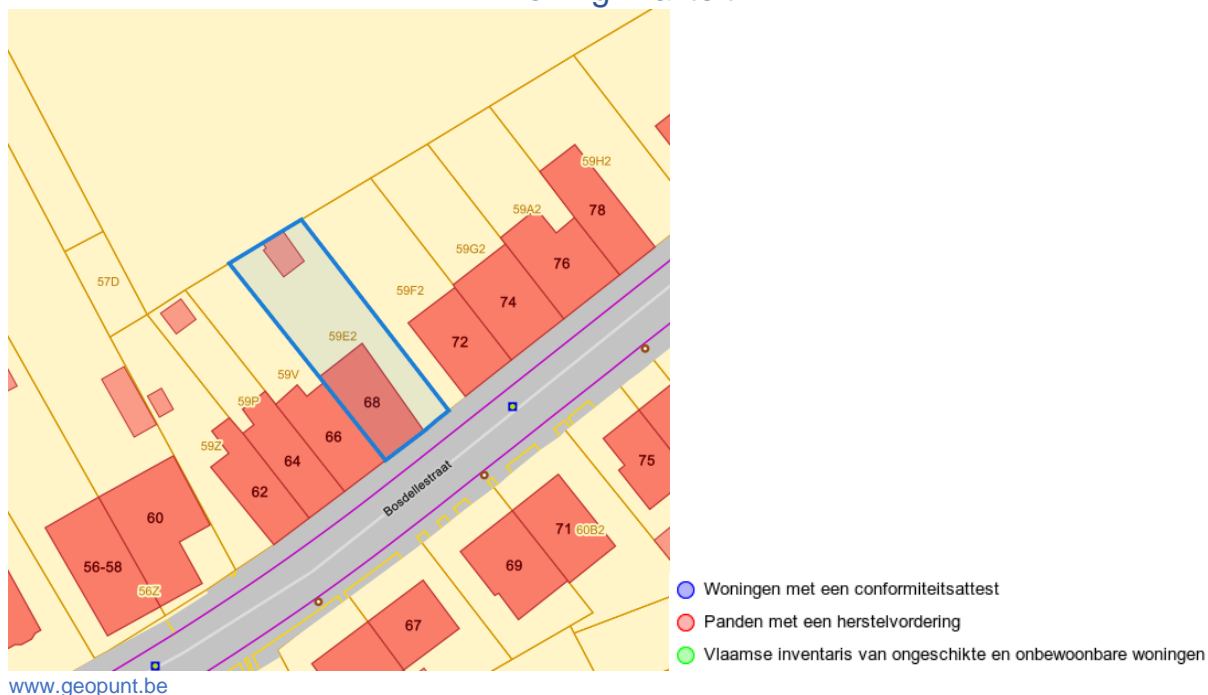 59H2
78
59A2
76
59G2
57D
59F2
74
72
59E2
59V
68
59P
66
59Z
64
62
Bosdellestraat
75
60
71 60B2
56-58
69
56Z
67
Woningen met een conformiteitsattest
Panden met een herstelvordering
Vlaamse inventaris van ongeschikte en onbewoonbare woningen
www.geopunt.be